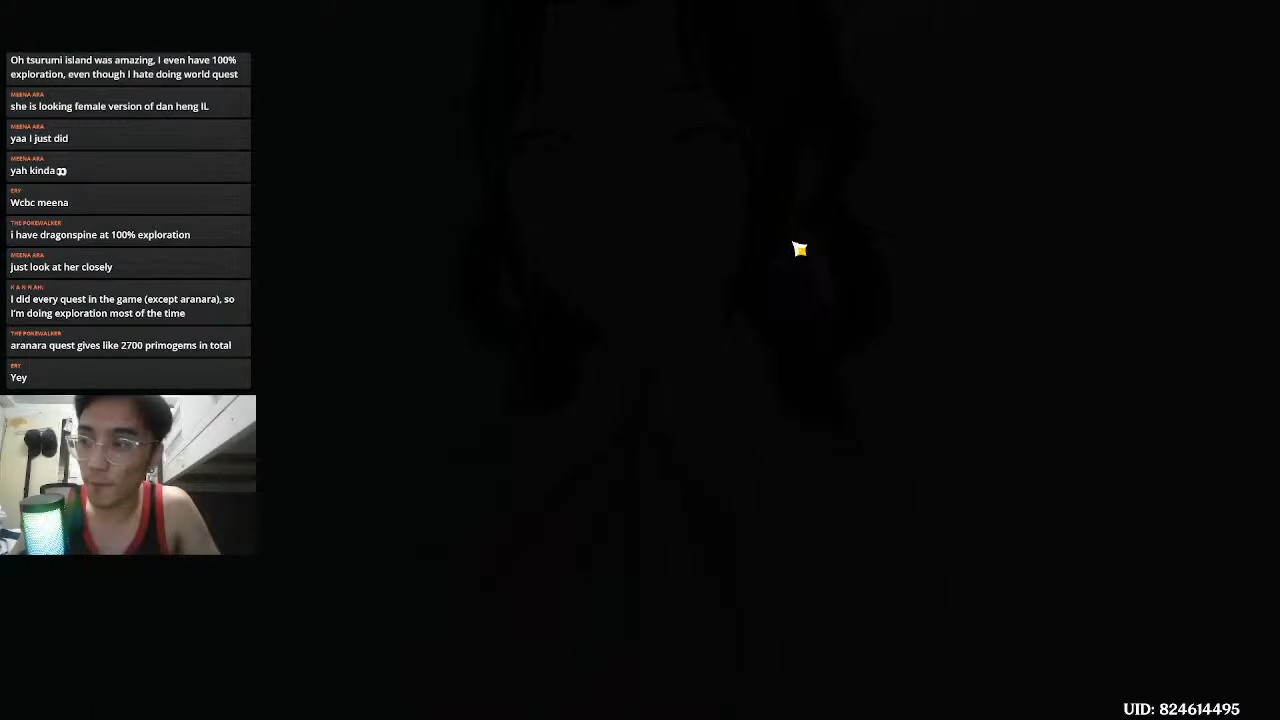 Oh tsurumi island was amazing, I even have 100%
exploration, even though I hate doing world quest
MEENA ARA
she is looking female version of dan heng IL
MEENA ARA
yaa I just did
MEENA ARA
yah kinda👀
ERY
Wcbc meena
THE POKEWALKER
i have dragonspine at 100% exploration
MEENA ARA
just look at her closely
K A N N AH!
I did every quest in the game (except aranara), so
I'm doing exploration most of the time
THE POKEWALKER
aranara quest gives like 2700 primogems in total
ERY
Yey
UID: 824614495